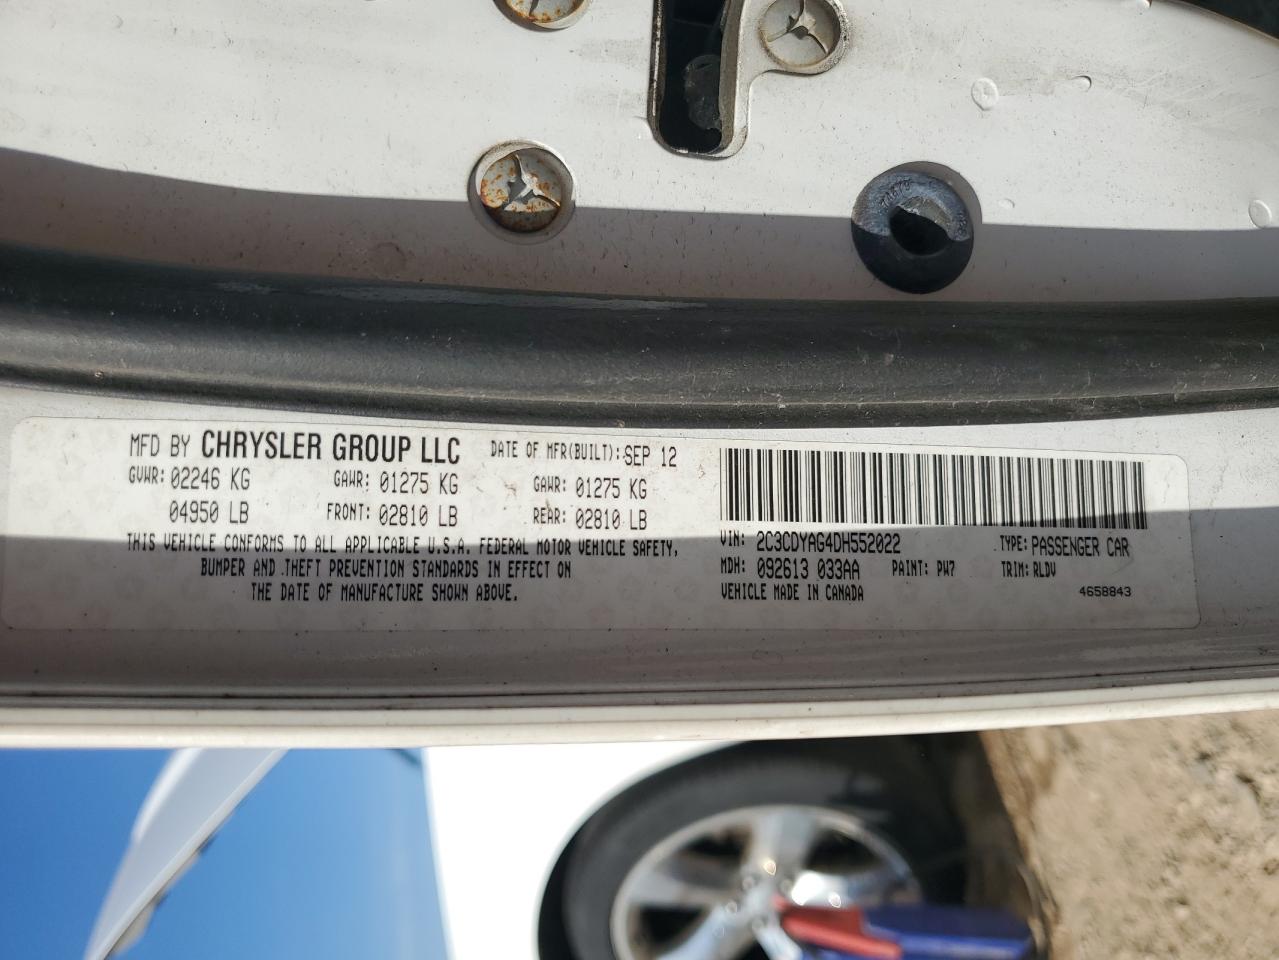 MFD BY CHRYSLER GROUP LLC DATE OF MFR(BUILT): SEP 12
GVWR: 02246 KG GAWR: 01275 KG GAWR: 01275 KG
04950 LB FRONT: 02810 LB REAR: 02810 LB
THIS VEHICLE CONFORMS TO ALL APPLICABLE U.S.A. FEDERAL MOTOR VEHICLE SAFETY,
BUMPER AND THEFT PREVENTION STANDARDS IN EFFECT ON
THE DATE OF MANUFACTURE SHOWN ABOVE.
VIN: 2C3CDYAG4DH552022 TYPE: PASSENGER CAR
MDH: 092613 033AA PAINT: PW7 TRIM: RLDV
VEHICLE MADE IN CANADA 4658843